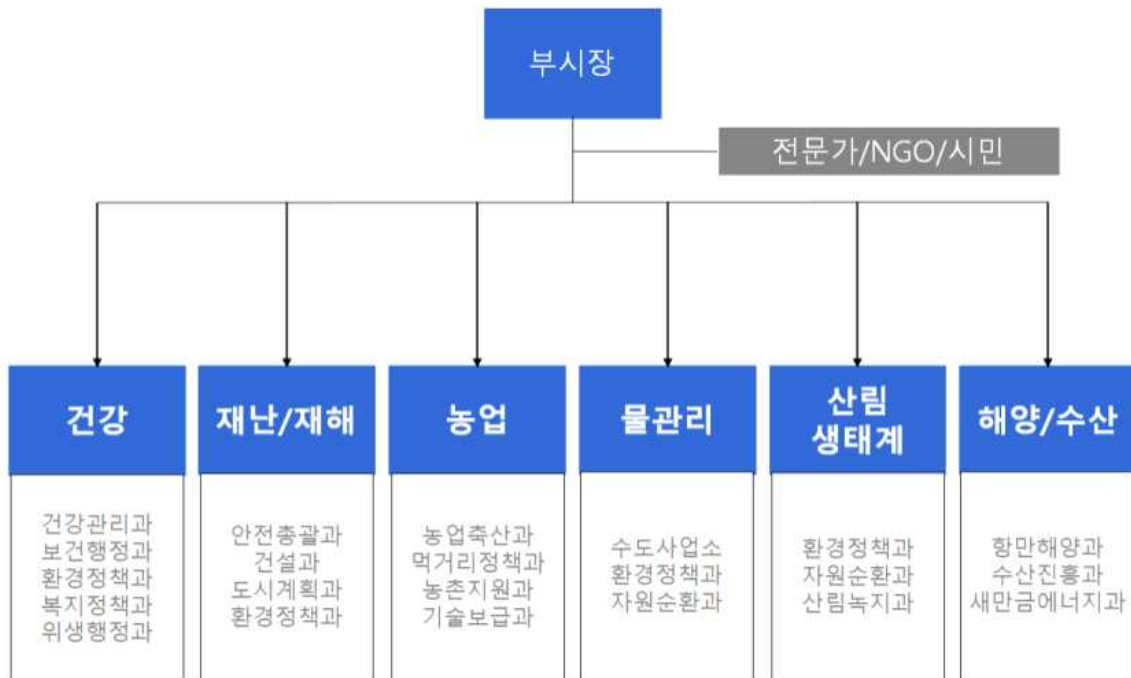 부시장
전문가/NGO/시민
건강
건강관리과
보건행정과
환경정책과
복지정책과
위생행정과
재난/재해
안전총괄과
건설과
도시계획과
환경정책과
농업
농업축산과
먹거리정책과
농촌지원과
기술보급과
물관리
수도사업소
환경정책과
자원순환과
산림
생태계
환경정책과
자원순환과
산림녹지과
해양/수산
항만해양과
수산진흥과
새만금에너지과